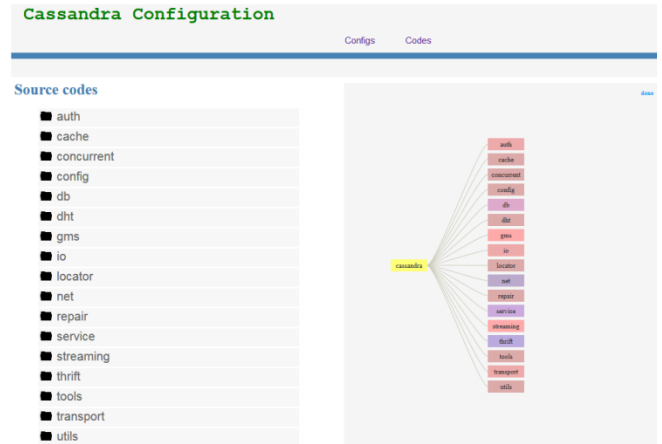 Cassandra Configuration
Configs Codes
Source codes
auth
cache
concurrent
config
db
dht
gms
io
locator
net
repair
service
streaming
thrift
tools
transport
utils
done
cassandra
auth
cache
concurrent
config
db
dht
gms
io
locator
net
repair
service
streaming
thrift
tools
transport
utils